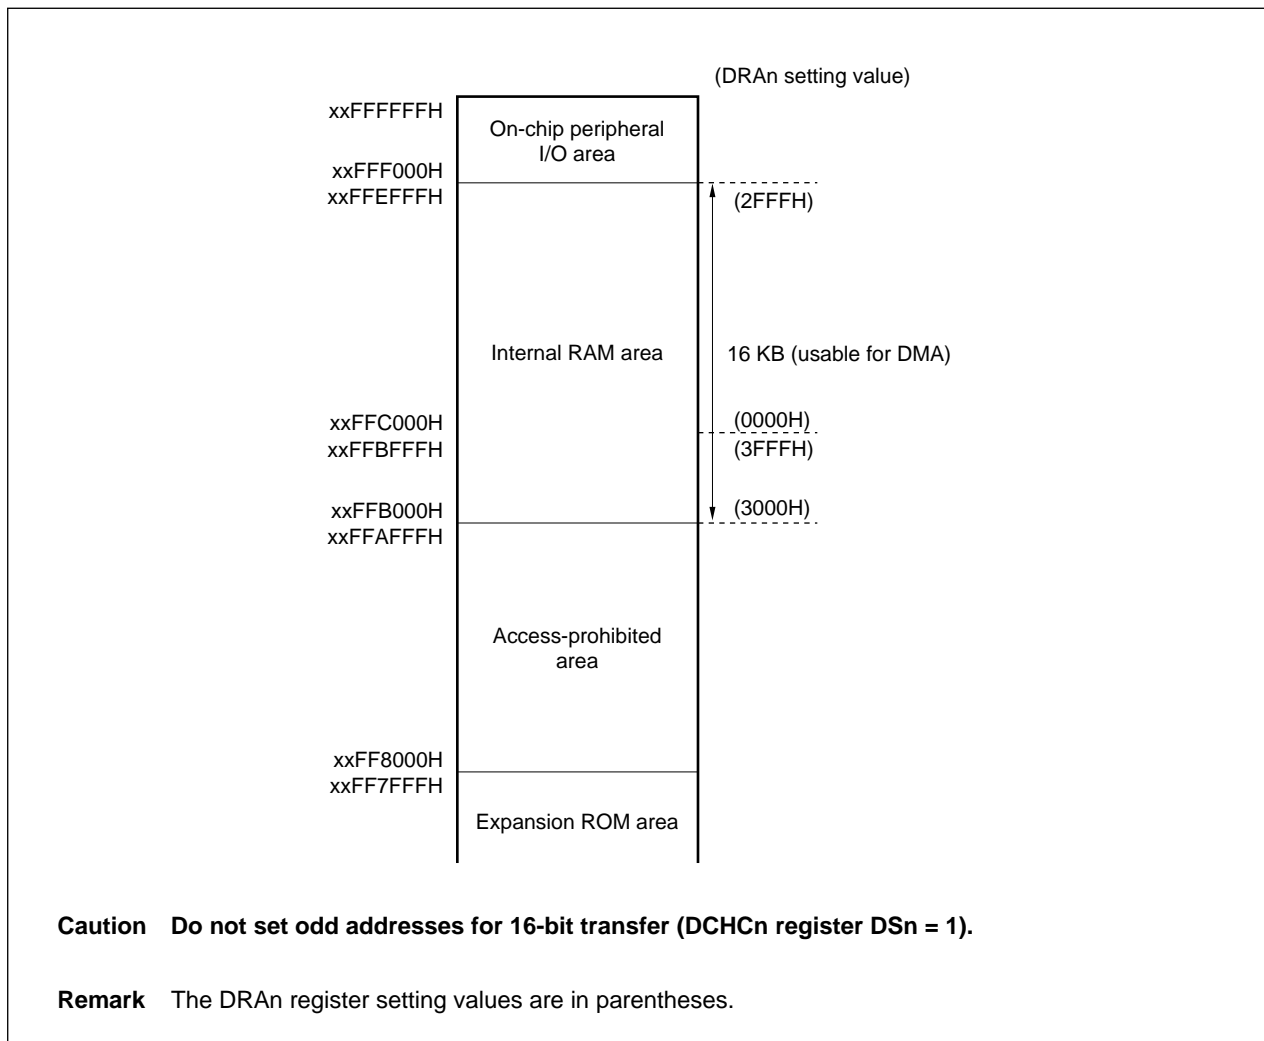 (DRAn setting value)
xxFFFFFFH
On-chip peripheral
I/O area
xxFFF000H
xxFFEFFFH
(2FFFH)
Internal RAM area
16 KB (usable for DMA)
xxFFC000H
(0000H)
xxFFBFFFH
(3FFFH)
xxFFB000H
(3000H)
xxFFAFFFH
Access-prohibited
area
xxFF8000H
xxFF7FFFH
Expansion ROM area
Caution Do not set odd addresses for 16-bit transfer (DCHCn register DSn = 1).
Remark The DRAn register setting values are in parentheses.